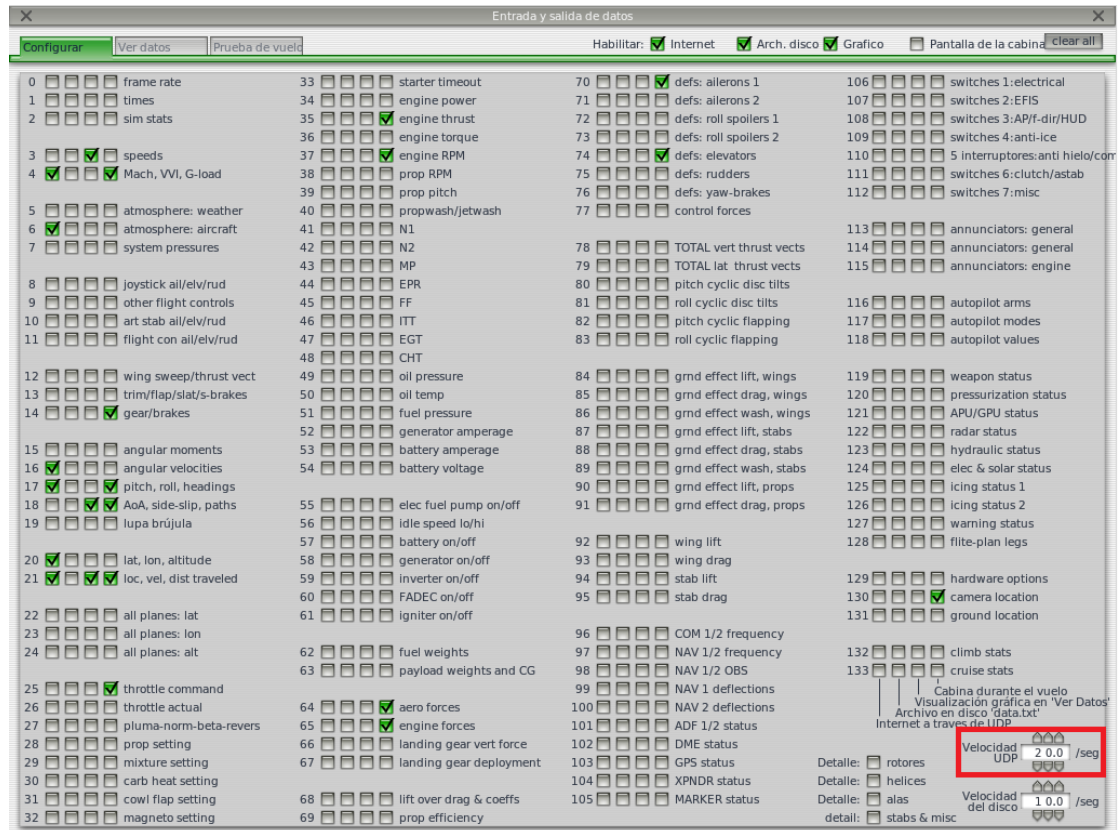 Entrada y salida de datos
Configurar Ver datos Prueba de vuelo Habilitar: Internet Arch. disco Grafico Pantalla de la cabina clear all
0 frame rate
1 times
2 sim stats
3 speeds
4 Mach, VVI, G-load
5 atmosphere: weather
6 atmosphere: aircraft
7 system pressures
8 joystick ail/elv/rud
9 other flight controls
10 art stab ail/elv/rud
11 flight con ail/elv/rud
12 wing sweep/thrust vect
13 trim/flap/slat/s-brakes
14 gear/brakes
15 angular moments
16 angular velocities
17 pitch, roll, headings
18 AoA, side-slip, paths
19 lupa brújula
20 lat, lon, altitude
21 loc, vel, dist traveled
22 all planes: lat
23 all planes: lon
24 all planes: alt
25 throttle command
26 throttle actual
27 pluma-norm-beta-revers
28 prop setting
29 mixture setting
30 carb heat setting
31 cowl flap setting
32 magneto setting
33 starter timeout
34 engine power
35 engine thrust
36 engine torque
37 engine RPM
38 prop RPM
39 prop pitch
40 propwash/jetwash
41 N1
42 N2
43 MP
44 EPR
45 FF
46 ITT
47 EGT
48 CHT
49 oil pressure
50 oil temp
51 fuel pressure
52 generator amperage
53 battery amperage
54 battery voltage
55 elec fuel pump on/off
56 idle speed lo/hi
57 battery on/off
58 generator on/off
59 inverter on/off
60 FADEC on/off
61 igniter on/off
62 fuel weights
63 payload weights and CG
64 aero forces
65 engine forces
66 landing gear vert force
67 landing gear deployment
68 lift over drag & coeffs
69 prop efficiency
70 defs: ailerons 1
71 defs: ailerons 2
72 defs: roll spoilers 1
73 defs: roll spoilers 2
74 defs: elevators
75 defs: rudders
76 defs: yaw-brakes
77 control forces
78 TOTAL vert thrust vects
79 TOTAL lat thrust vects
80 pitch cyclic disc tilts
81 roll cyclic disc tilts
82 pitch cyclic flapping
83 roll cyclic flapping
84 grnd effect lift, wings
85 grnd effect drag, wings
86 grnd effect wash, wings
87 grnd effect lift, stabs
88 grnd effect drag, stabs
89 grnd effect wash, stabs
90 grnd effect lift, props
91 grnd effect drag, props
92 wing lift
93 wing drag
94 stab lift
95 stab drag
96 COM 1/2 frequency
97 NAV 1/2 frequency
98 NAV 1/2 OBS
99 NAV 1 deflections
100 NAV 2 deflections
101 ADF 1/2 status
102 DME status
103 GPS status
104 XPNDR status
105 MARKER status
106 switches 1:electrical
107 switches 2:EFIS
108 switches 3:AP/f-dir/HUD
109 switches 4:anti-ice
110 5 interruptores:anti hielo/com
111 switches 6:clutch/astab
112 switches 7:misc
113 annunciators: general
114 annunciators: general
115 annunciators: engine
116 autopilot arms
117 autopilot modes
118 autopilot values
119 weapon status
120 pressurization status
121 APU/GPU status
122 radar status
123 hydraulic status
124 elec & solar status
125 icing status 1
126 icing status 2
127 warning status
128 flite-plan legs
129 hardware options
130 camera location
131 ground location
132 climb stats
133 cruise stats
Cabina durante el vuelo
Visualización gráfica en 'Ver Datos'
Archivo en disco 'data.txt'
Internet a traves de UDP
Velocidad UDP 2 0.0 /seg
Detalle: rotores
Detalle: helices
Detalle: alas
detail: stabs & misc
Velocidad del disco 1 0.0 /seg